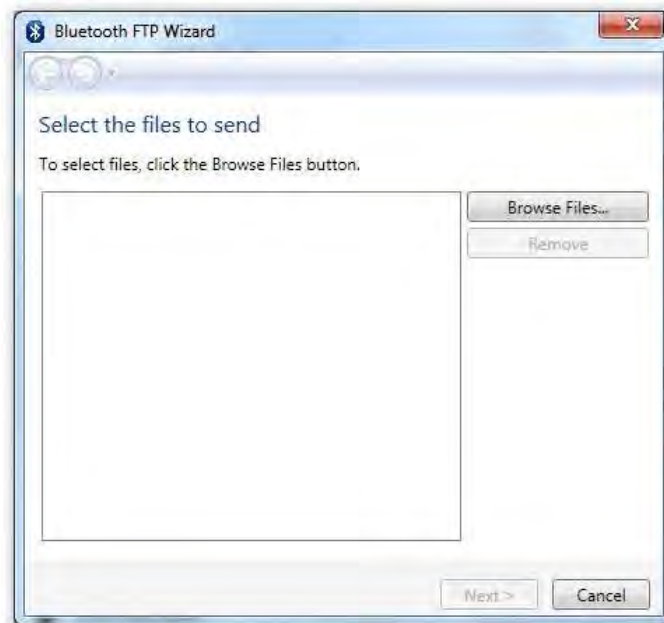 Bluetooth FTP Wizard
Select the files to send
To select files, click the Browse Files button.
Browse Files...
Remove
Next >
Cancel